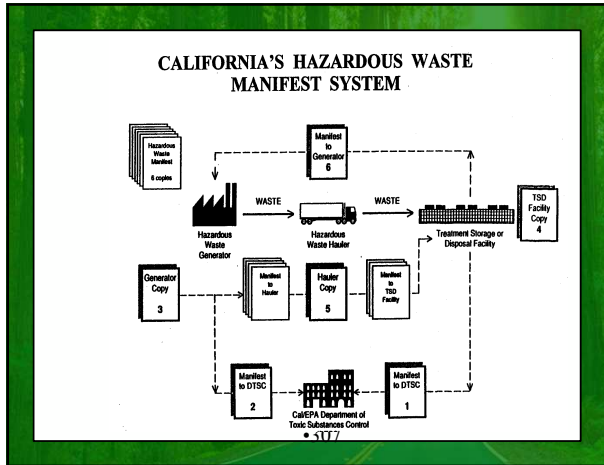 CALIFORNIA'S HAZARDOUS WASTE
MANIFEST SYSTEM
Hazardous
Waste
Manifest
6 copies
Manifest
to
Generator
6
WASTE
WASTE
Hazardous
Waste
Generator
Hazardous
Waste Hauler
Treatment Storage or
Disposal Facility
TSD
Facility
Copy
4
Generator
Copy
3
Manifest
to
Hauler
Hauler
Copy
5
Manifest
to
TSD
Facility
Manifest
to DTSC
2
Cal/EPA Department of
Toxic Substances Control
Manifest
to DTSC
1